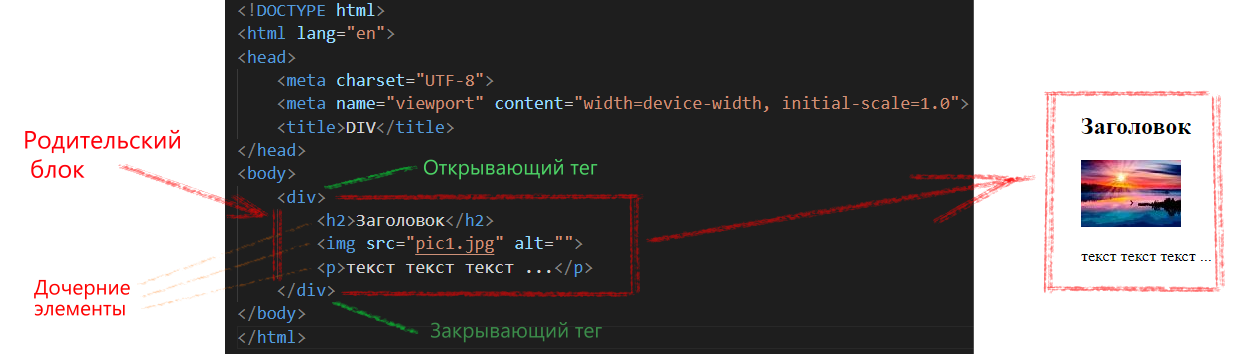 <!DOCTYPE html>
<html lang="en">
<head>
<meta charset="UTF-8">
<meta name="viewport" content="width=device-width, initial-scale=1.0">
<title>DIV</title>
</head>
<body>
<div>
<h2>Заголовок</h2>
<img src="pic1.jpg" alt="">
<p>текст текст текст ...</p>
</div>
</body>
</html>
Родительский
блок
Дочерние
элементы
Открывающий тег
Закрывающий тег
Заголовок
текст текст текст ...